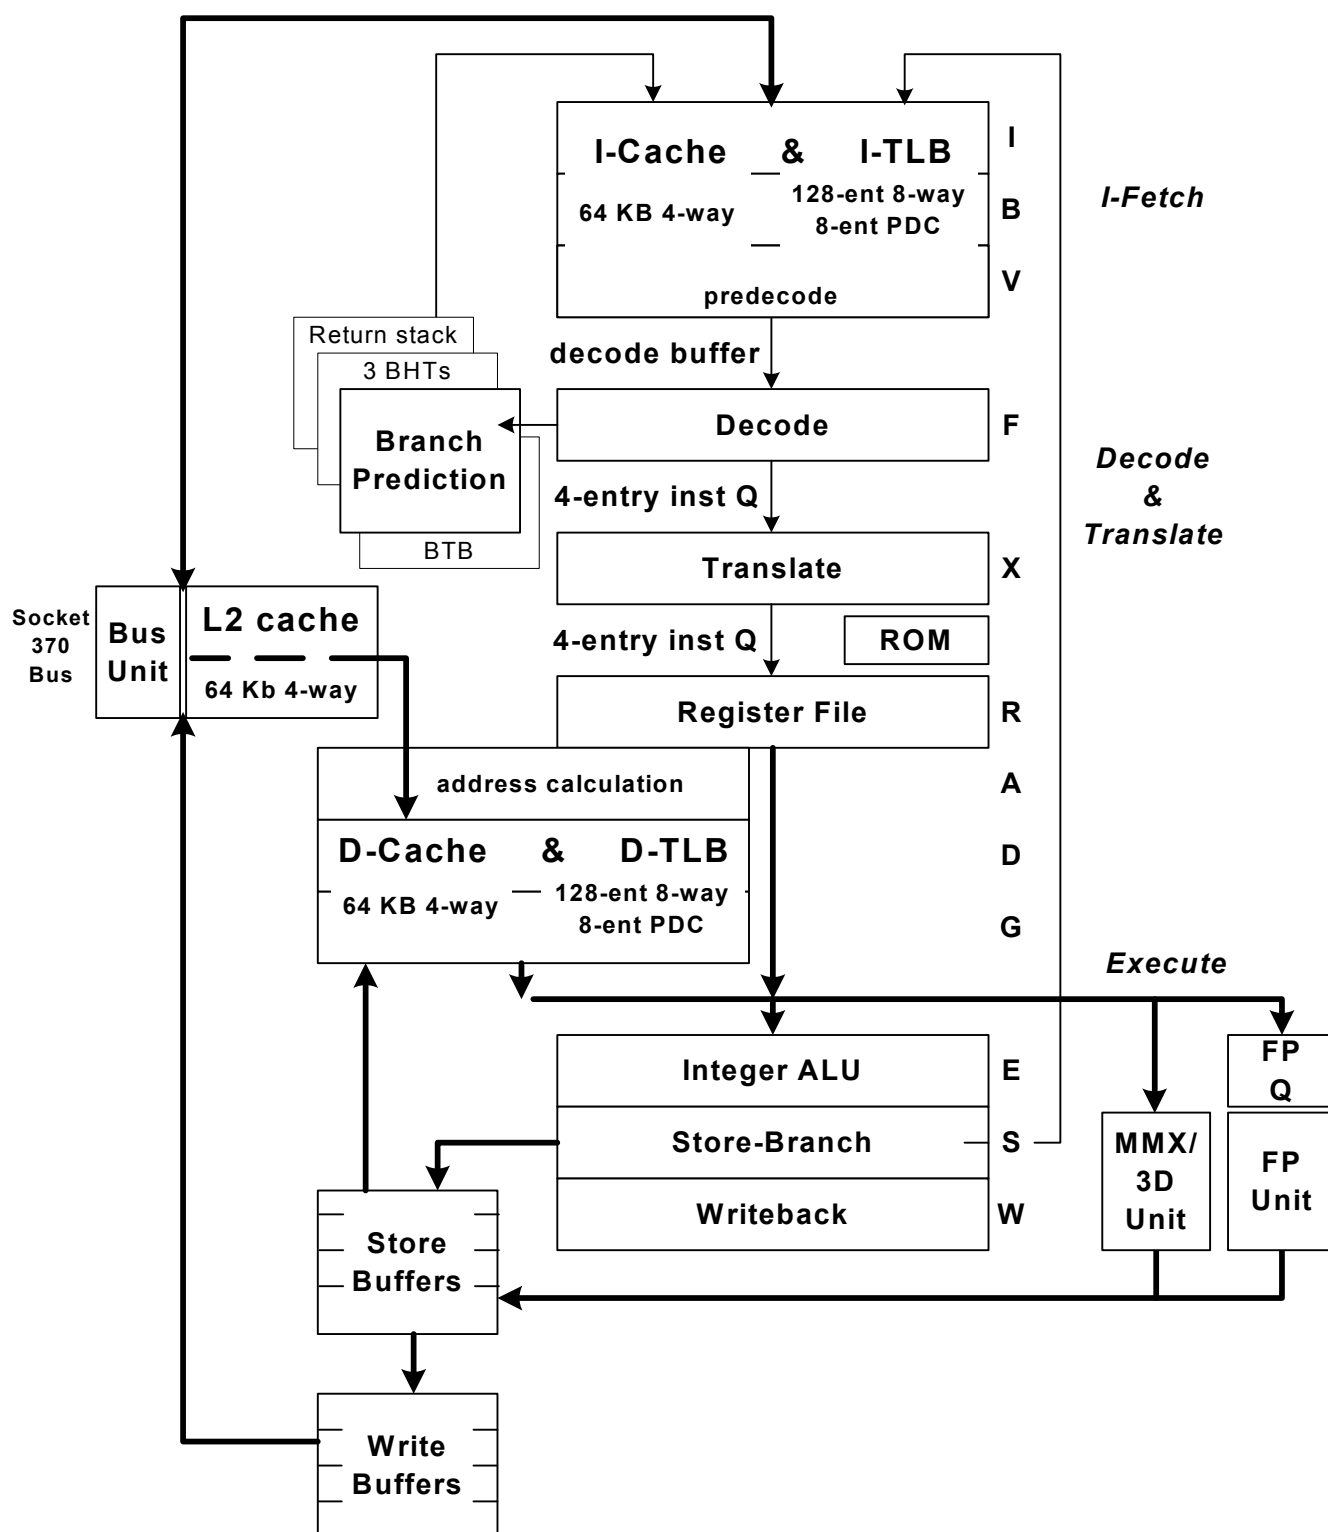 I-Cache & I-TLB
I
64 KB 4-way
128-ent 8-way
8-ent PDC
B
I-Fetch
predecode
V
Return stack
3 BHTs
Branch
Prediction
BTB
decode buffer
Decode
F
4-entry inst Q
Decode
&
Translate
Translate
X
4-entry inst Q
ROM
Socket
370
Bus
Bus
Unit
L2 cache
64 Kb 4-way
Register File
R
address calculation
A
D-Cache & D-TLB
D
64 KB 4-way
128-ent 8-way
8-ent PDC
G
Execute
Integer ALU
E
FP
Q
Store-Branch
S
MMX/
3D
Unit
FP
Unit
Writeback
W
Store
Buffers
Write
Buffers